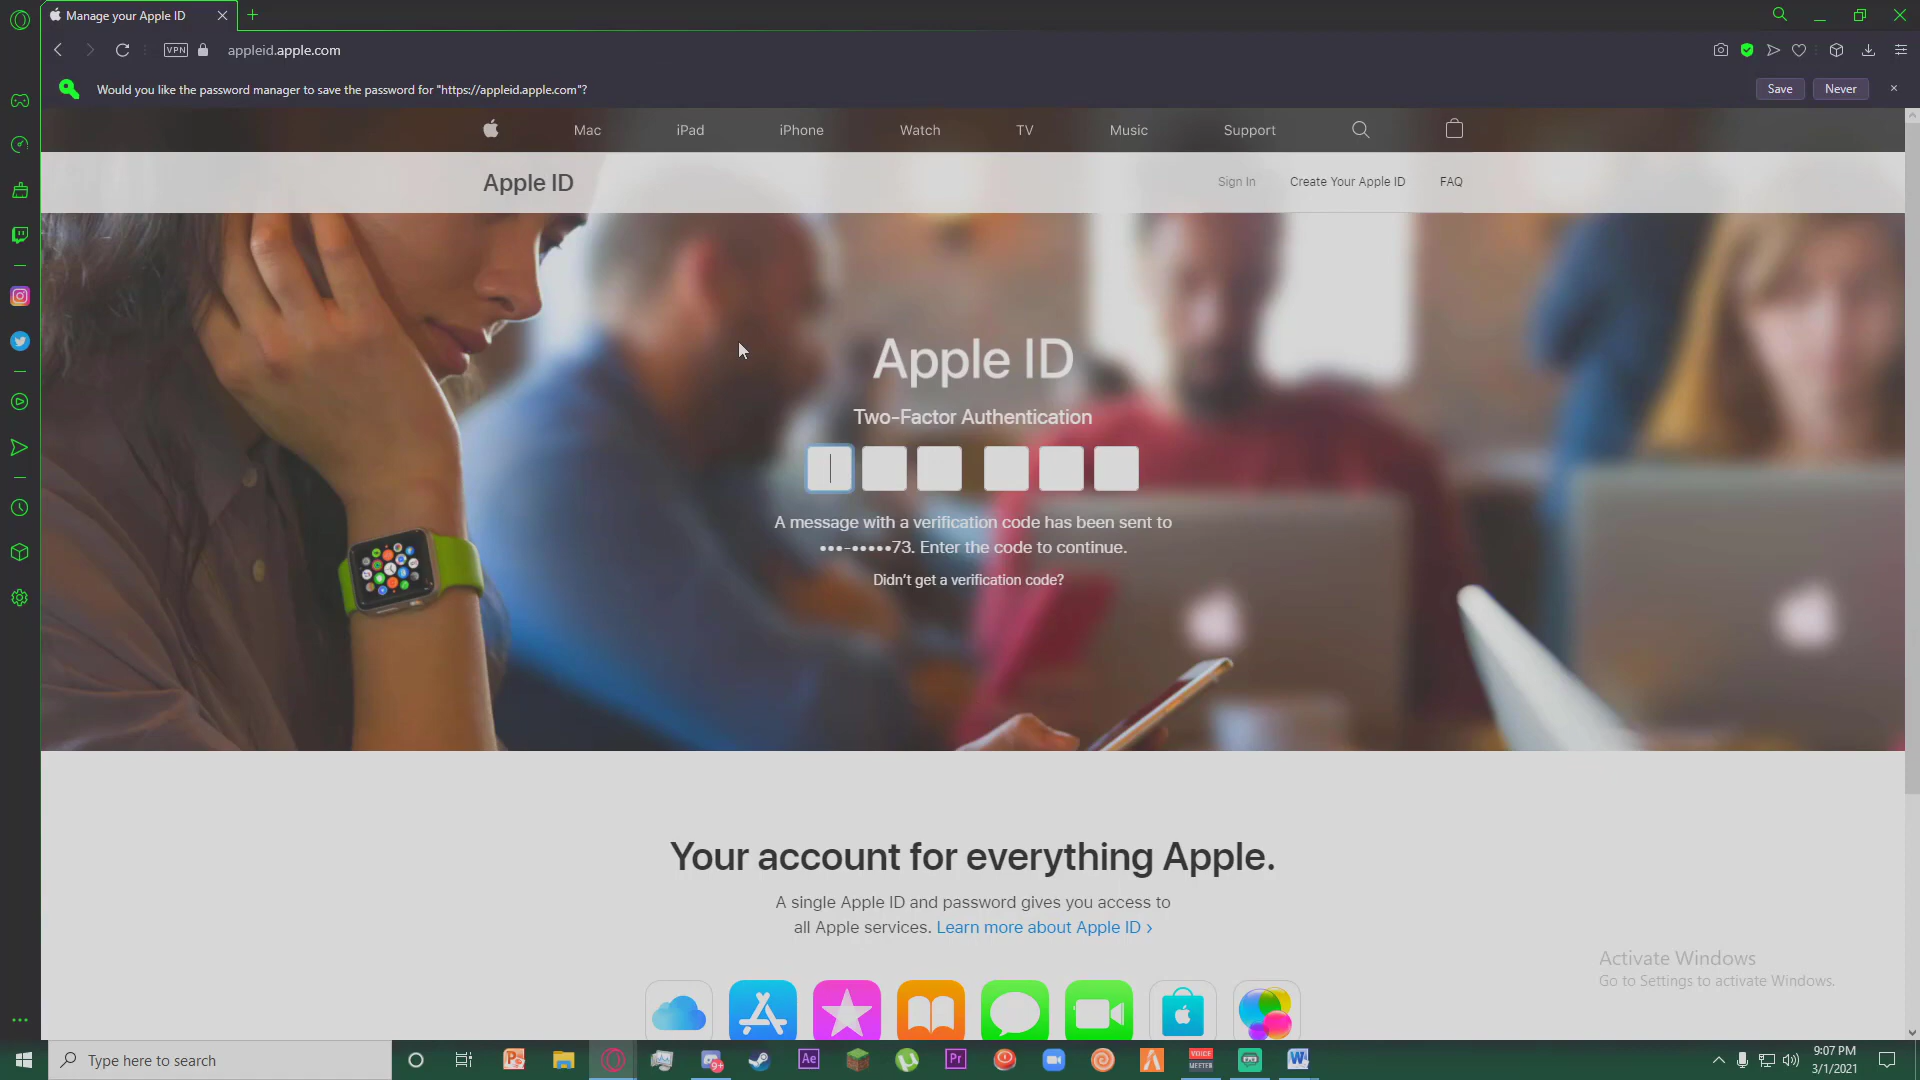 Manage your Apple ID
VPN
appleid.apple.com
Would you like the password manager to save the password for "https://appleid.apple.com"?
Save
Never
Mac
iPad
iPhone
Watch
TV
Music
Support
Apple ID
Sign In
Create Your Apple ID
FAQ
Apple ID
Two-Factor Authentication
A message with a verification code has been sent to
•••-•••••73. Enter the code to continue.
Didn't get a verification code?
Your account for everything Apple.
A single Apple ID and password gives you access to
all Apple services. Learn more about Apple ID ›
Activate Windows
Go to Settings to activate Windows.
Type here to search
9+
Ae
Pr
VOICE
MEETER
9:07 PM
3/1/2021